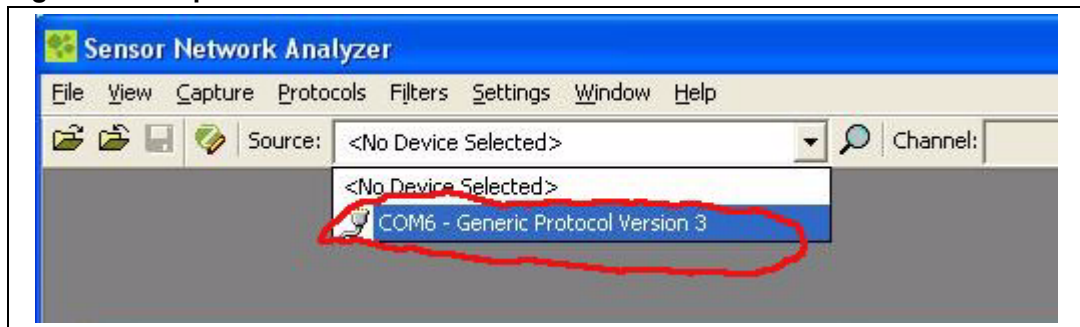 Sensor Network Analyzer
File View Capture Protocols Filters Settings Window Help
Source: <No Device Selected> Channel:
<No Device Selected>
COM6 - Generic Protocol Version 3